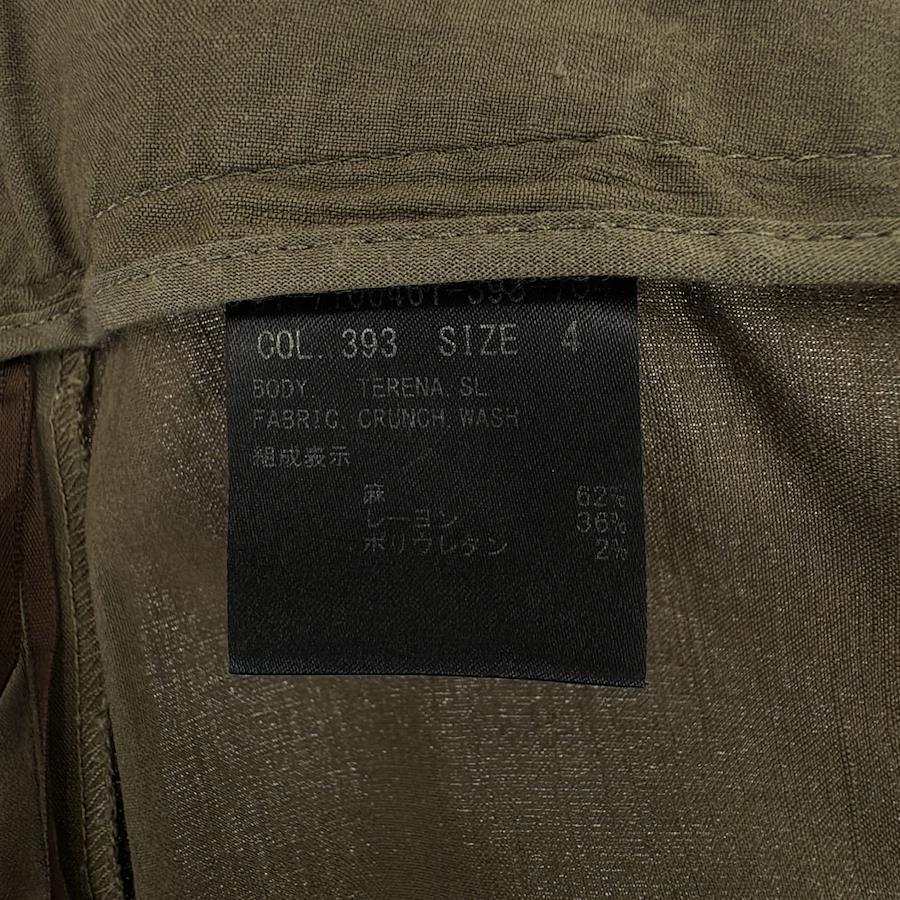 COL. 393 SIZE 4
BODY. TERENA.SL
FABRIC.CRUNCH.WASH
組成表示
麻 62%
レーヨン 36%
ポリウレタン 2%